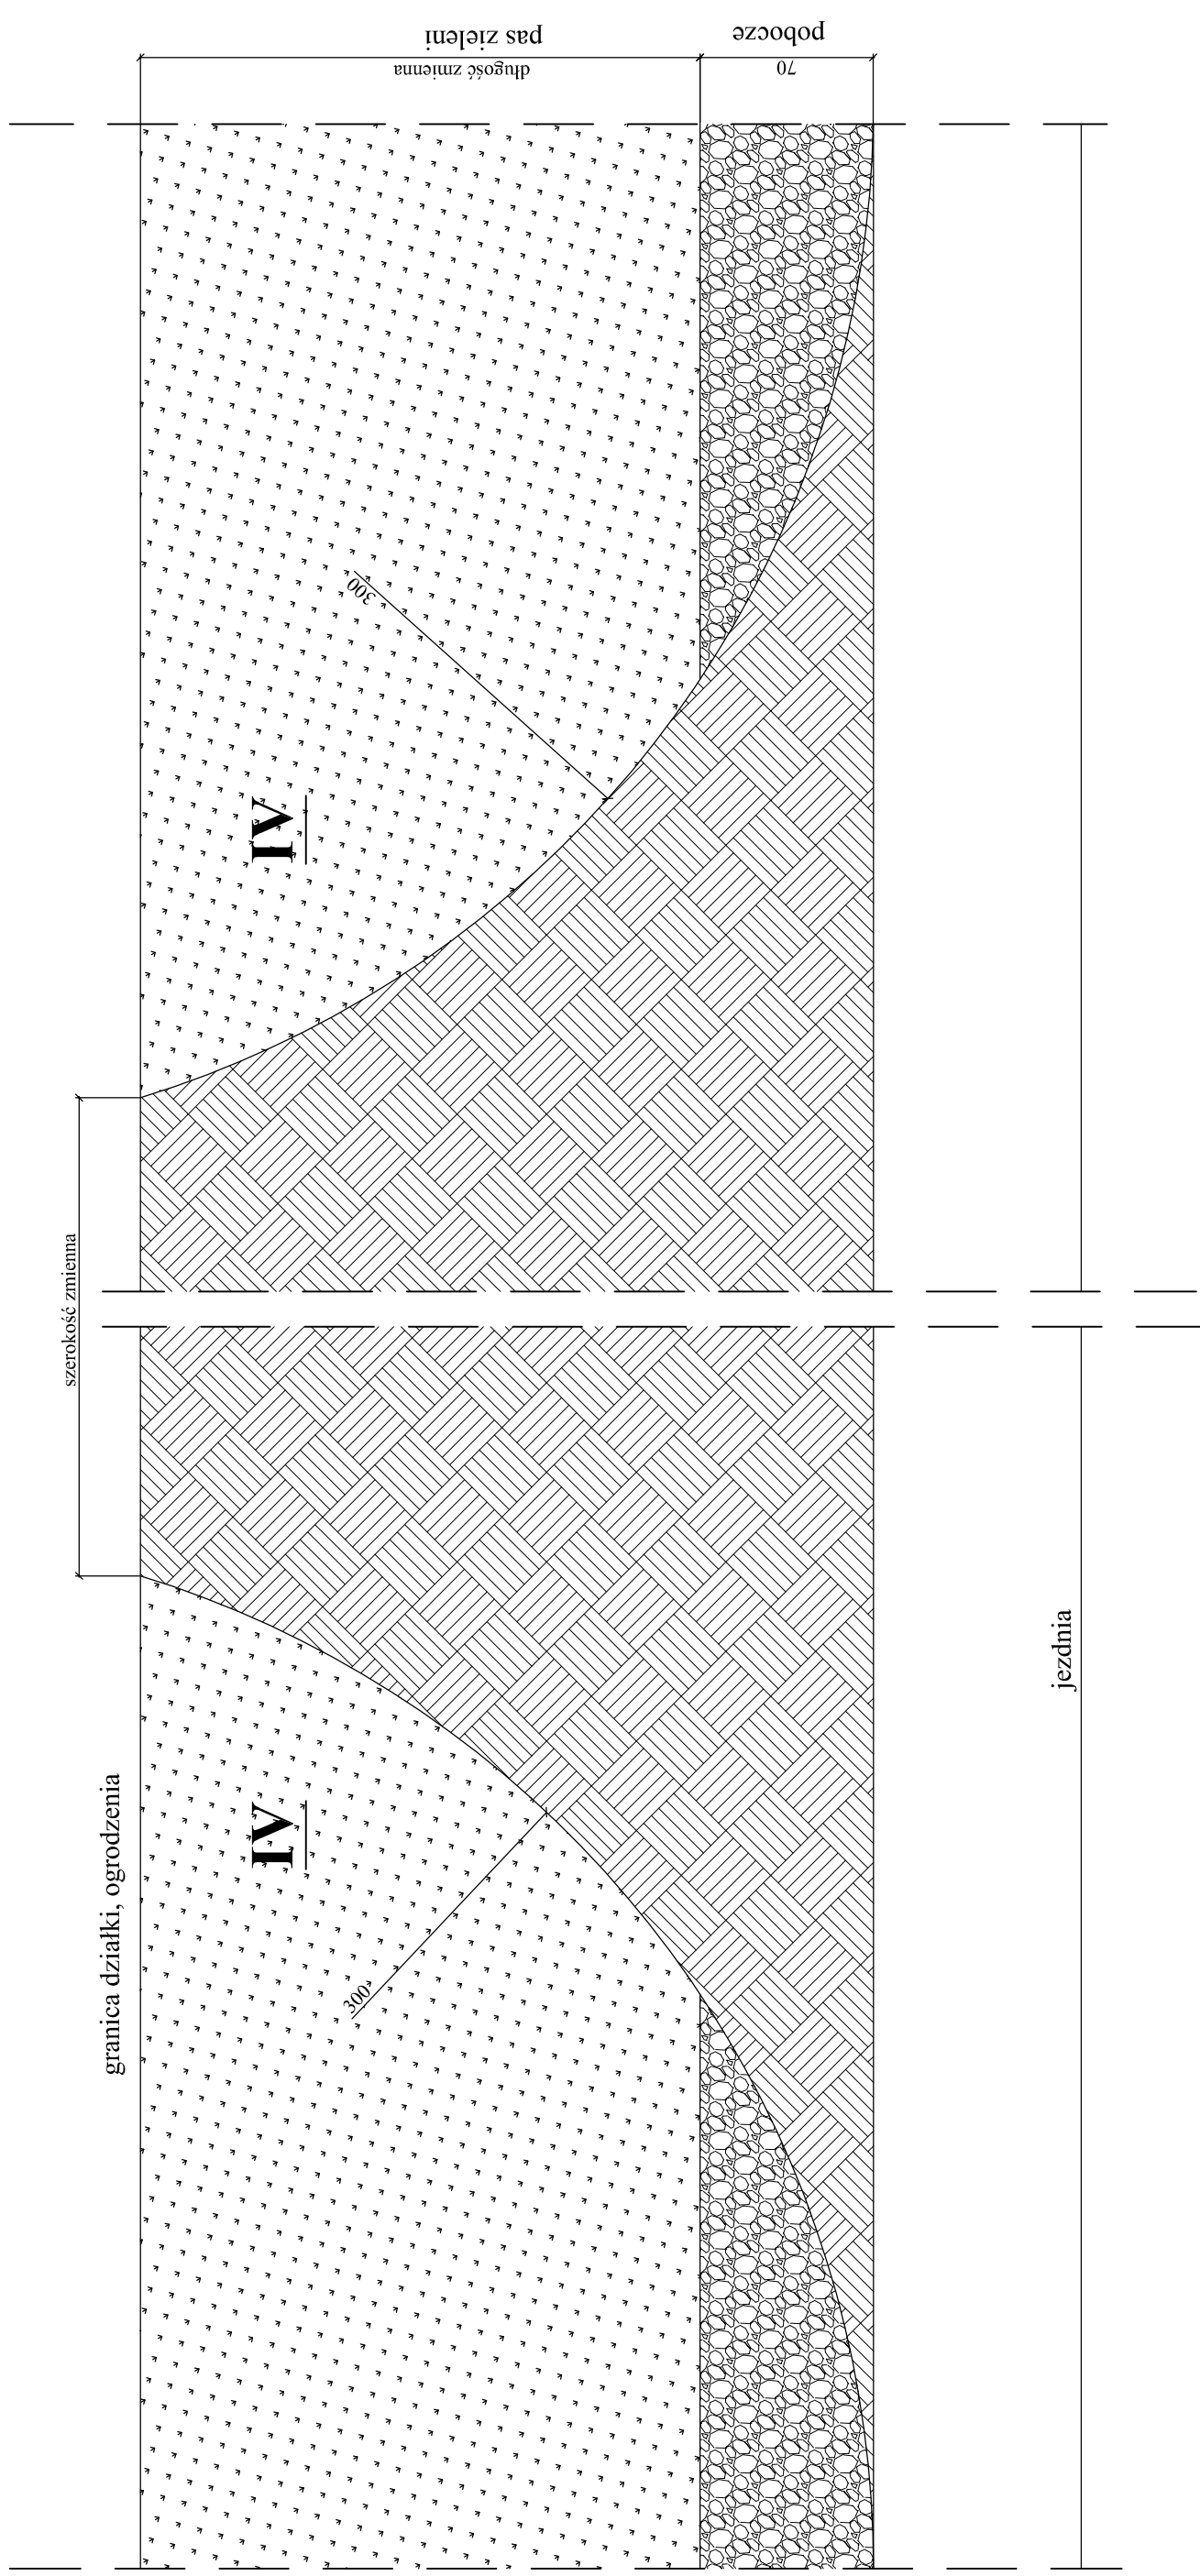 pas zieleni
pobocze
długość zmienna
70
300
IV
szerokość zmienna
granica działki, ogrodzenia
IV
300
jezdnia